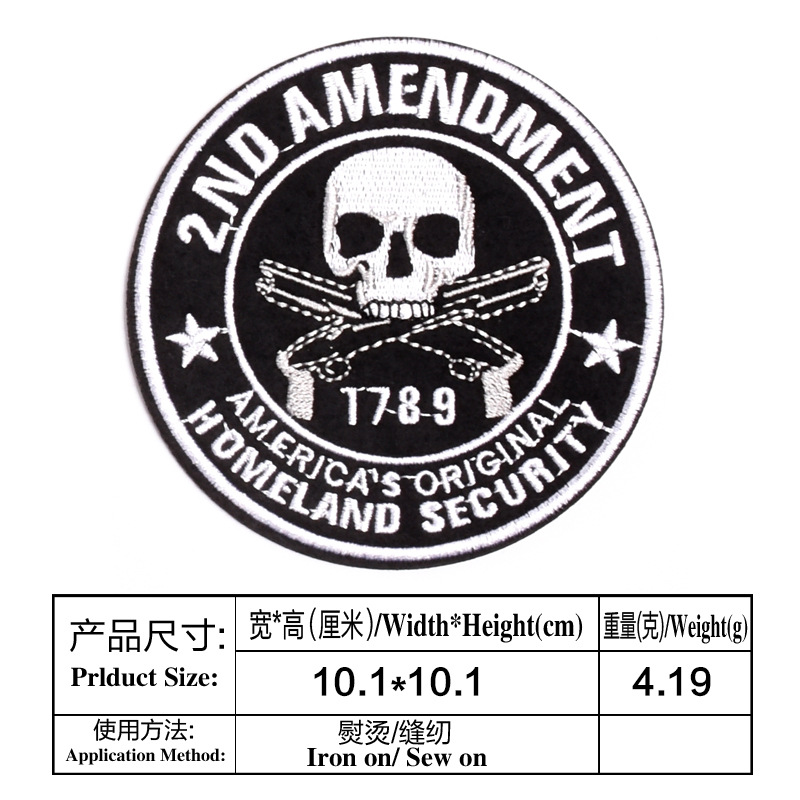 2ND AMENDMENT
1789
AMERICA'S ORIGINAL
HOMELAND SECURITY
产品尺寸:
Prlduct Size:
宽*高(厘米)/Width*Height(cm)
重量(克)/Weight(g)
10.1*10.1
4.19
使用方法:
Application Method:
熨烫/缝纫
Iron on/ Sew on